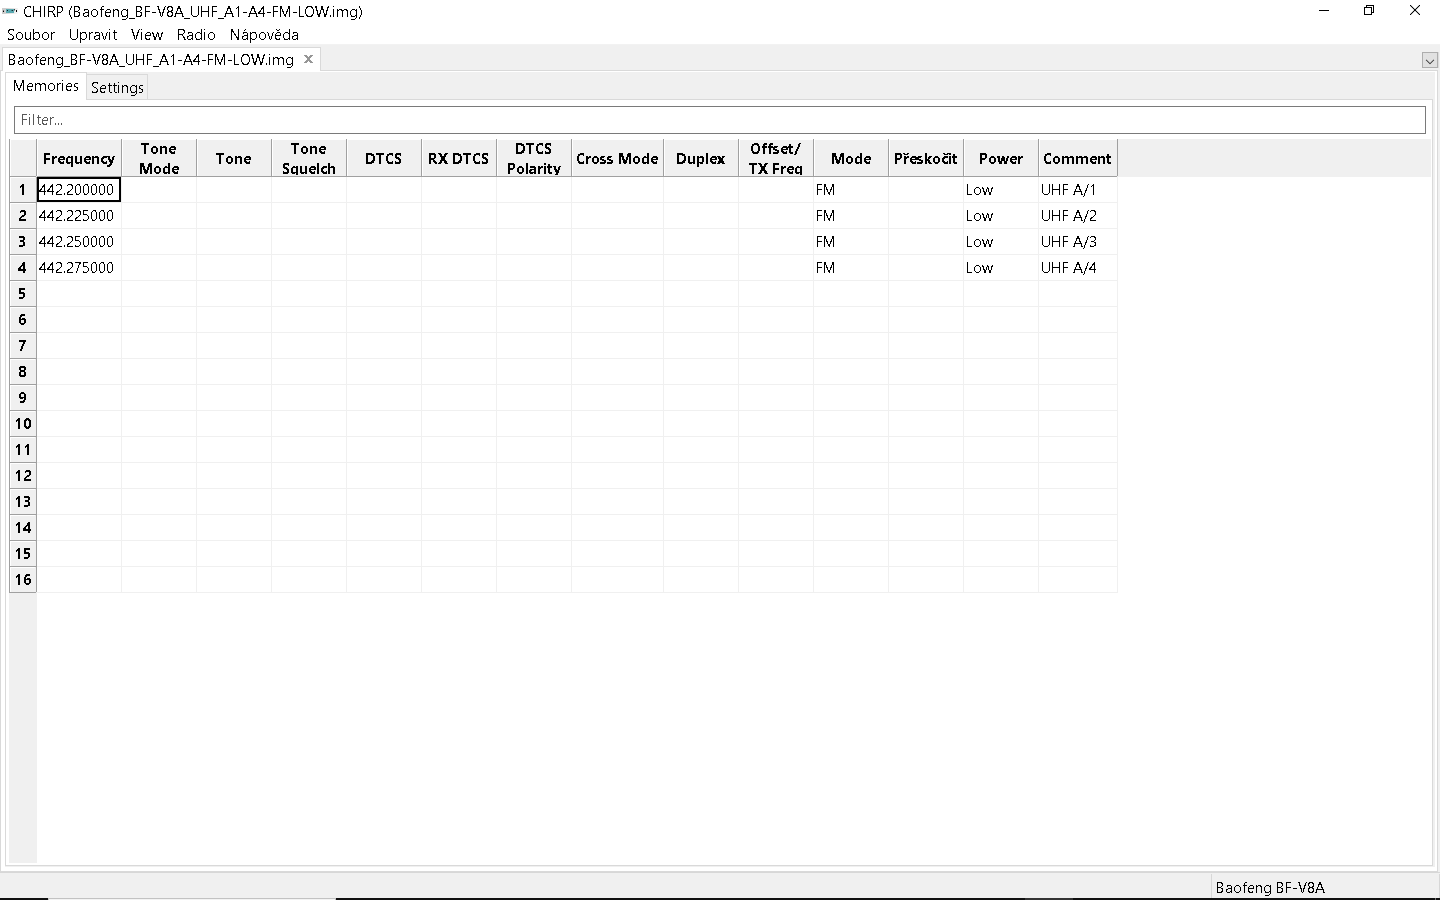 CHIRP (Baofeng_BF-V8A_UHF_A1-A4-FM-LOW.img)
Soubor Upravit View Radio Nápověda
Baofeng_BF-V8A_UHF_A1-A4-FM-LOW.img
Memories Settings
Filter...
Frequency Tone Mode Tone Tone Squelch DTCS RX DTCS DTCS Polarity Cross Mode Duplex Offset/ TX Freq Mode Přeskočit Power Comment
1 442.200000 FM Low UHF A/1
2 442.225000 FM Low UHF A/2
3 442.250000 FM Low UHF A/3
4 442.275000 FM Low UHF A/4
5
6
7
8
9
10
11
12
13
14
15
16
Baofeng BF-V8A